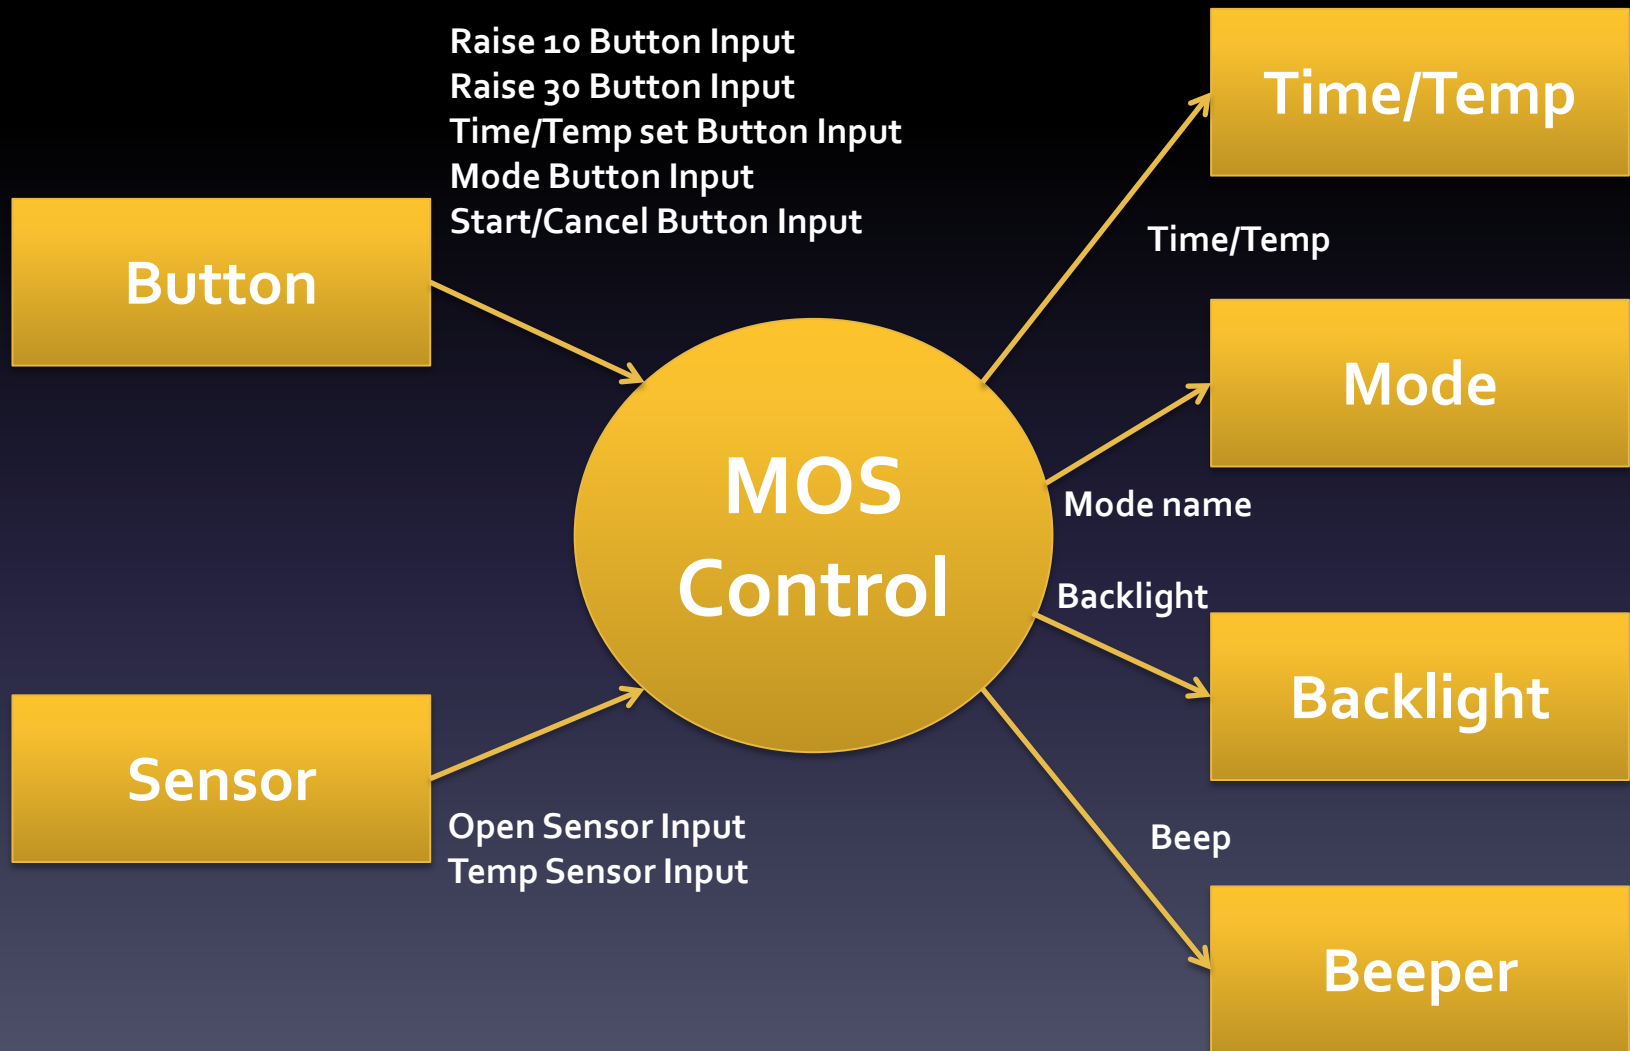 Raise 10 Button Input
Raise 30 Button Input
Time/Temp set Button Input
Mode Button Input
Start/Cancel Button Input
Button
MOS
Control
Sensor
Open Sensor Input
Temp Sensor Input
Time/Temp
Time/Temp
Mode
Mode name
Backlight
Backlight
Beep
Beeper